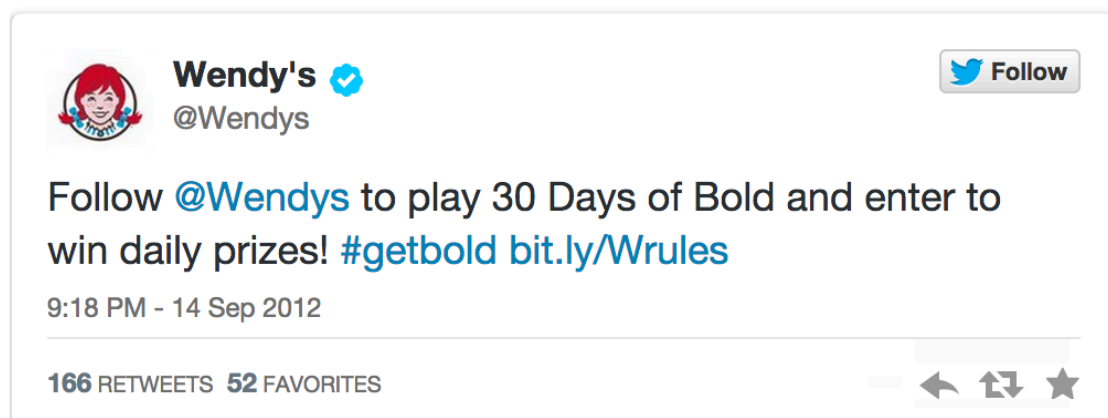 Wendy's
@Wendys
Follow
Follow @Wendys to play 30 Days of Bold and enter to
win daily prizes! #getbold bit.ly/Wrules
9:18 PM - 14 Sep 2012
166 RETWEETS 52 FAVORITES